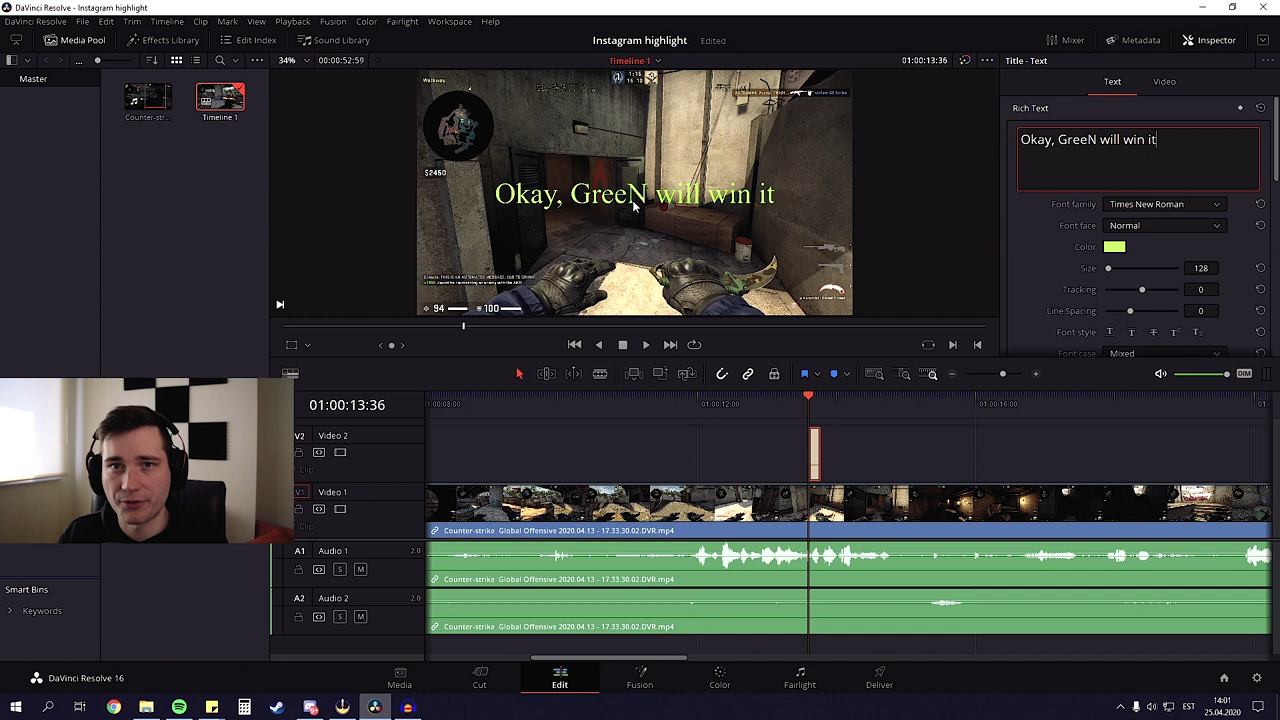 DaVinci Resolve - Instagram highlight
DaVinci Resolve File Edit Trim Timeline Clip Mark View Playback Fusion Color Fairlight Workspace Help
Media Pool Effects Library Edit Index Sound Library Instagram highlight Edited Mixer Metadata Inspector
... 34% 00:00:52:59 Timeline 1 01:00:13:36 ... Title - Text
Master
Counter-str... Timeline 1
Walkway
1:15
$2450
94 100
Okay, GreeN will win it
Text Video
Rich Text
Okay, GreeN will win it
Font family Times New Roman
Font face Normal
Color
Size 128
Tracking 0
Line Spacing 0
Font style T T T T² T₂
Font case Mixed
DIM
01:00:13:36
:00:08:00 01:00:12:00 01:00:16:00
V2 Video 2
Clip
V1 Video 1
Clip
Counter-strike Global Offensive 2020.04.13 - 17.33.30.02.DVR.mp4
A1 Audio 1 2.0
S M
Counter-strike Global Offensive 2020.04.13 - 17.33.30.02.DVR.mp4
A2 Audio 2 2.0
S M
Counter-strike Global Offensive 2020.04.13 - 17.33.30.02.DVR.mp4
Smart Bins
Keywords
DaVinci Resolve 16
Media Cut Edit Fusion Color Fairlight Deliver
EST
14:01
25.04.2020